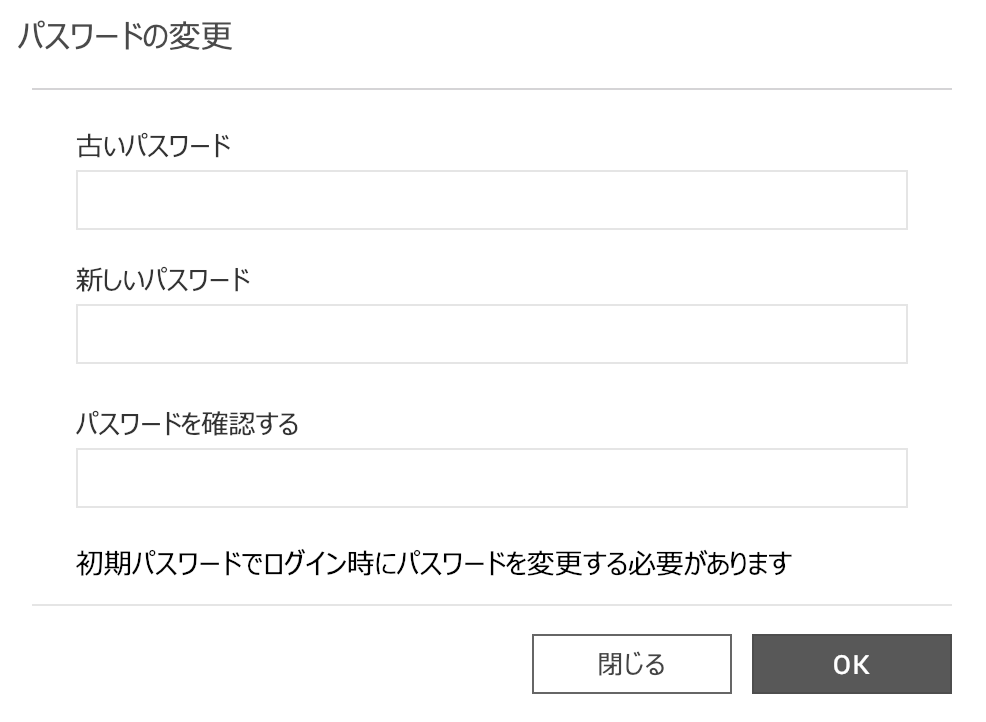 パスワードの変更
古いパスワード
新しいパスワード
パスワードを確認する
初期パスワードでログイン時にパスワードを変更する必要があります
閉じる
OK